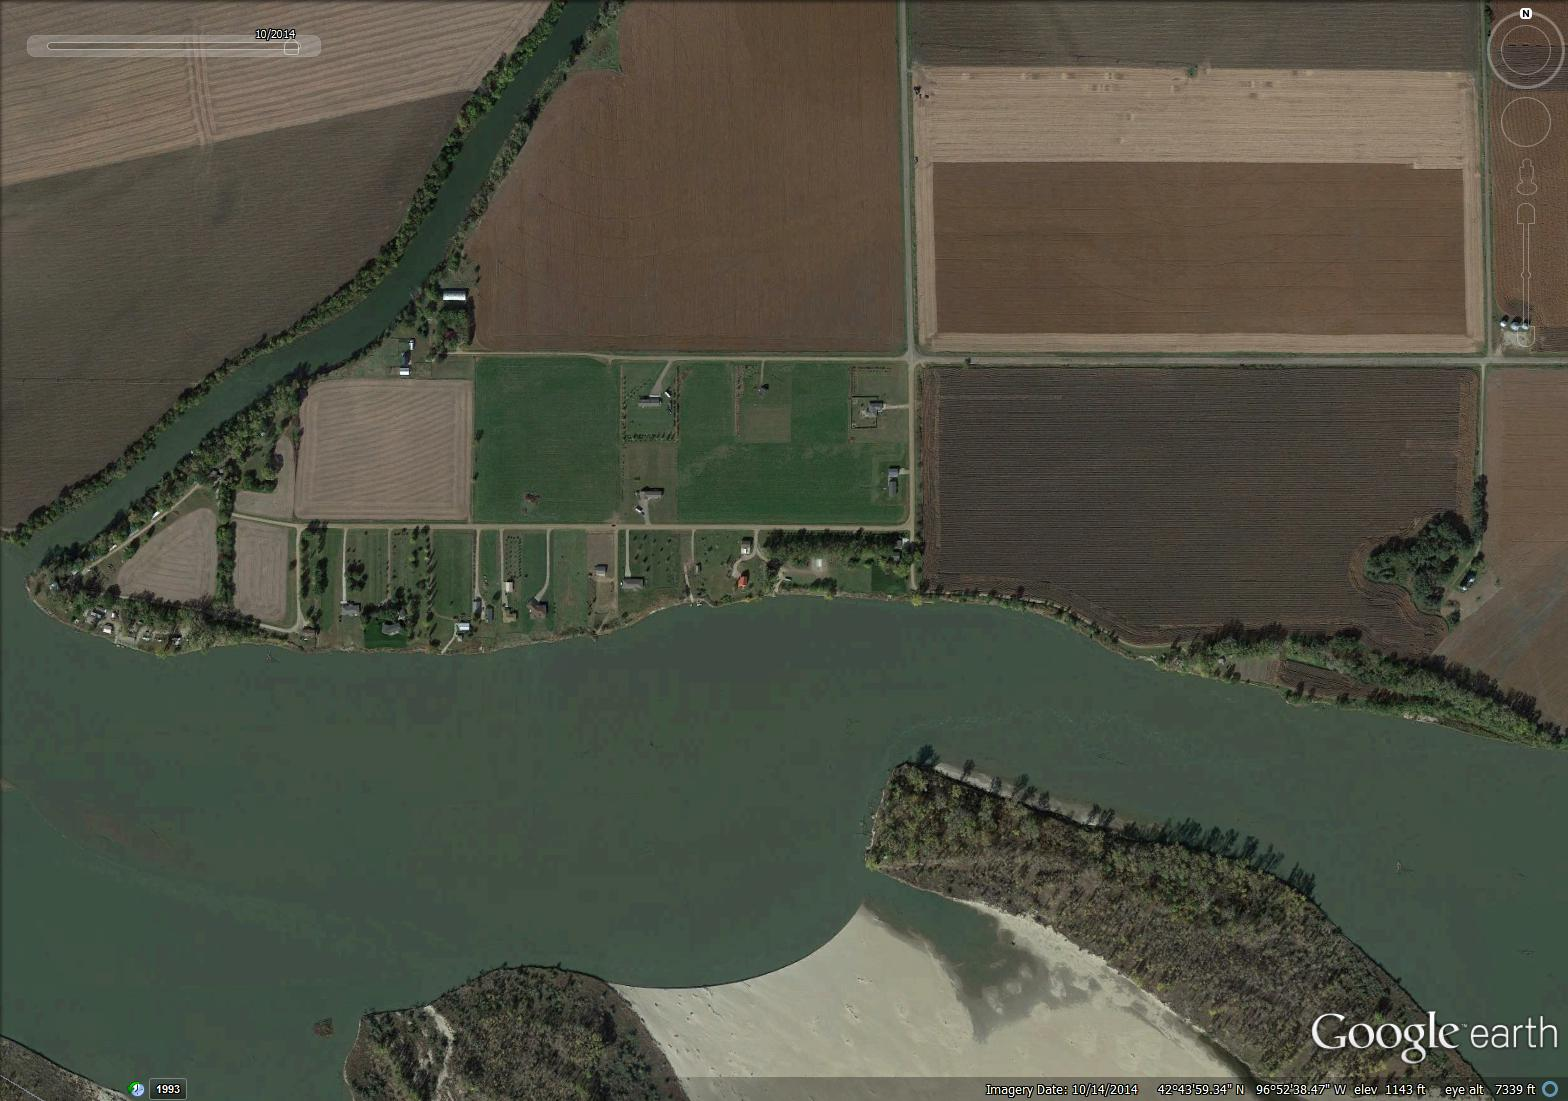 10/2014
N
Google earth
1993
Imagery Date: 10/14/2014 42°43'59.34" N 96°52'38.47" W elev 1143 ft eye alt 7339 ft